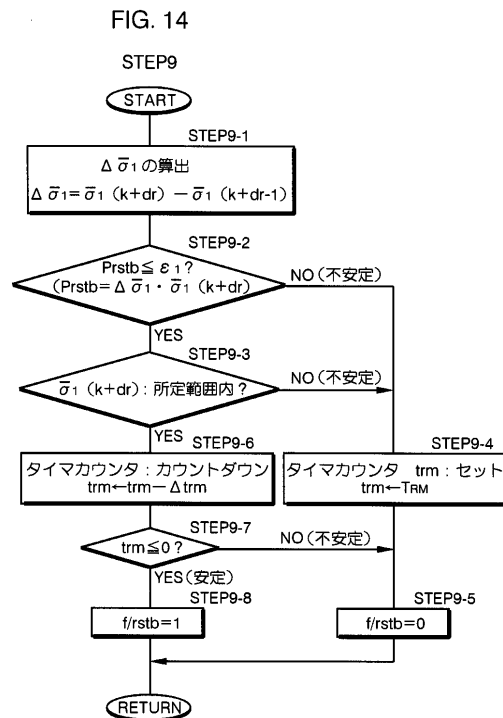 FIG. 14
STEP9
START
STEP9-1
Δσ̅1の算出
Δσ̅1=σ̅1 (k+dr) −σ̅1 (k+dr-1)
STEP9-2
Prstb≦ε1?
(Prstb=Δσ̅1・σ̅1 (k+dr)
NO(不安定)
YES
STEP9-3
σ̅1 (k+dr):所定範囲内?
NO(不安定)
YES
STEP9-6
タイマカウンタ:カウントダウン
trm←trm−Δtrm
STEP9-4
タイマカウンタ trm:セット
trm←TRM
STEP9-7
trm≦0?
NO(不安定)
YES(安定)
STEP9-8
f/rstb=1
STEP9-5
f/rstb=0
RETURN